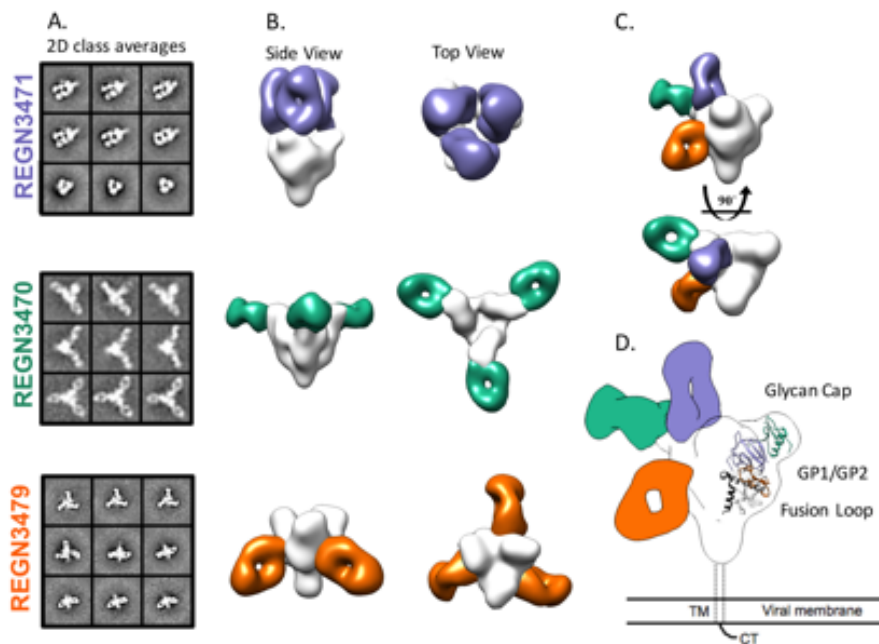 A.
2D class averages
B.
Side View
Top View
C.
REGN3471
90°
REGN3470
D.
Glycan Cap
GP1/GP2
Fusion Loop
REGN3479
TM
Viral membrane
CT